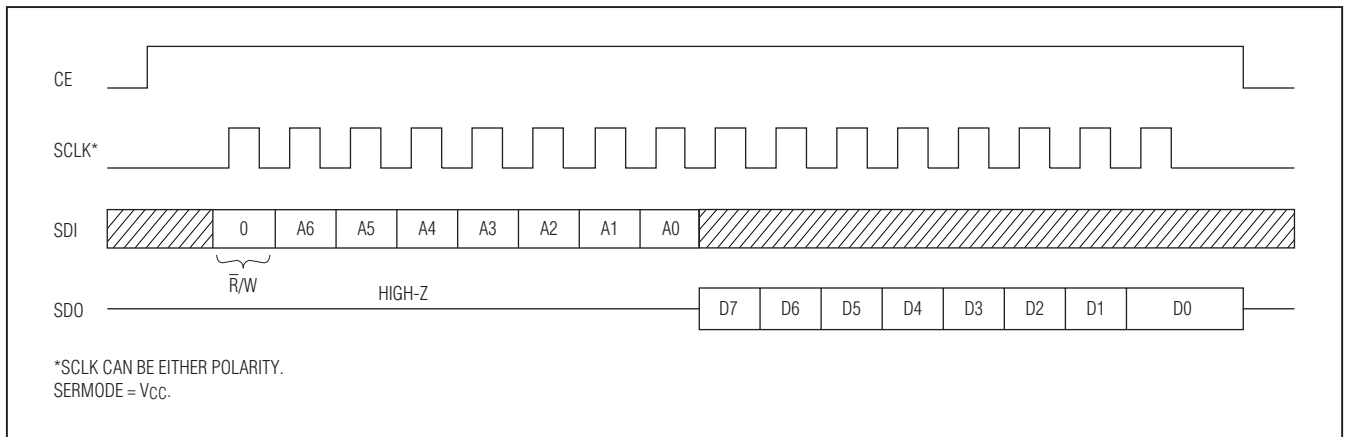 CE
SCLK*
SDI 0 A6 A5 A4 A3 A2 A1 A0
R̅/W
HIGH-Z
SDO D7 D6 D5 D4 D3 D2 D1 D0
*SCLK CAN BE EITHER POLARITY.
SERMODE = VCC.